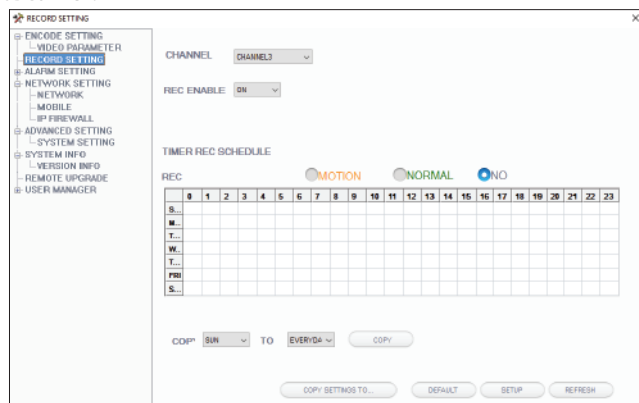 RECORD SETTING
ENCODE SETTING
VIDEO PARAMETER
RECORD SETTING
ALARM SETTING
NETWORK SETTING
NETWORK
MOBILE
IP FIREWALL
ADVANCED SETTING
SYSTEM SETTING
SYSTEM INFO
VERSION INFO
REMOTE UPGRADE
USER MANAGER
CHANNEL CHANNEL3
REC ENABLE ON
TIMER REC SCHEDULE
REC MOTION NORMAL NO
0 1 2 3 4 5 6 7 8 9 10 11 12 13 14 15 16 17 18 19 20 21 22 23
S...
M...
T...
W...
T...
FRI
S...
COP' SUN TO EVERYDA COPY
COPY SETTINGS TO... DEFAULT SETUP REFRESH